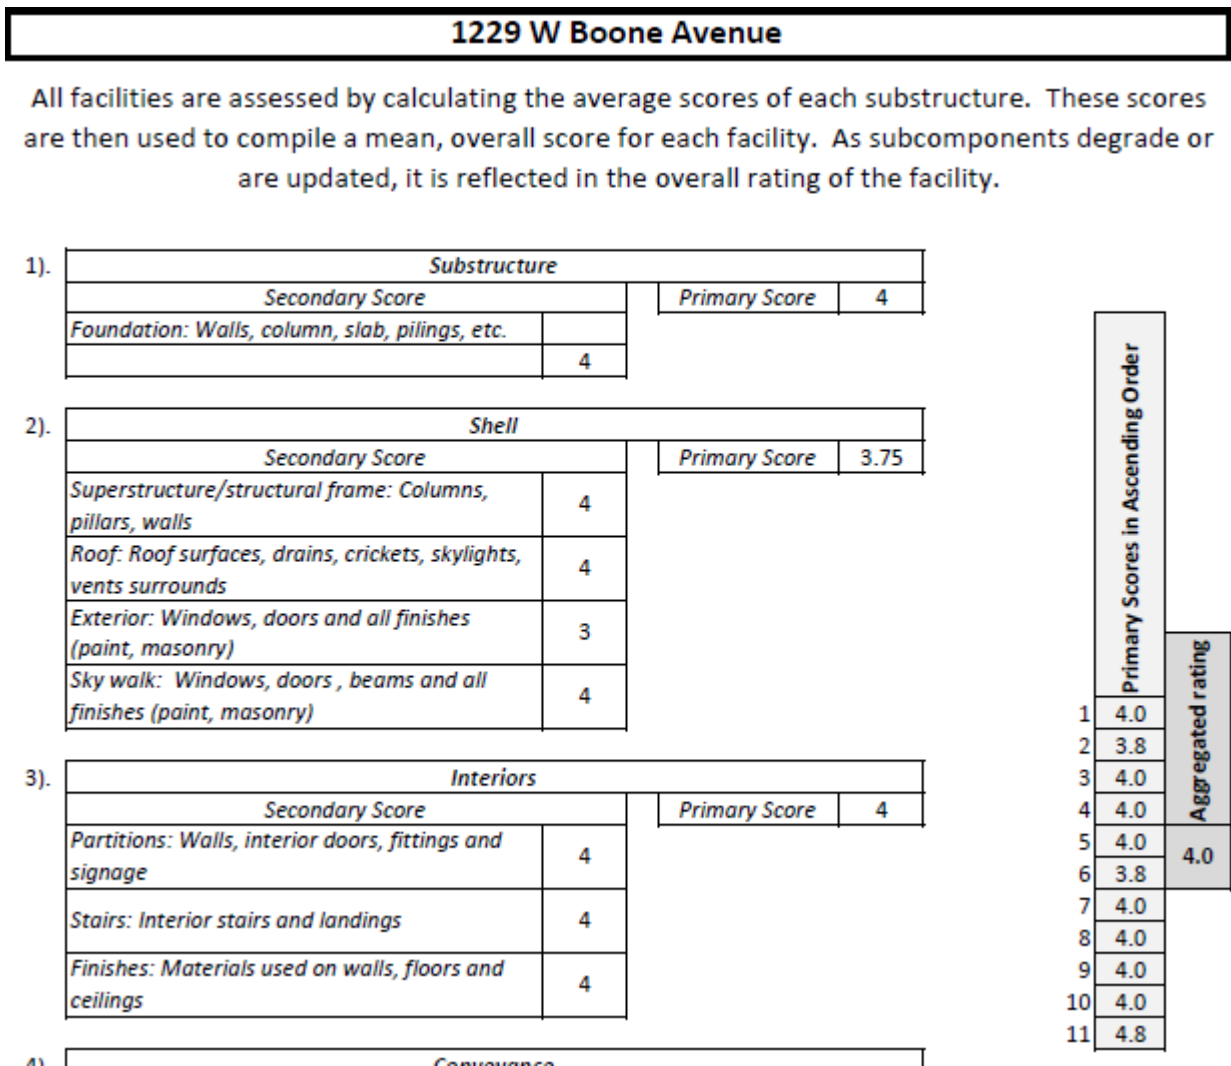 1229 W Boone Avenue
All facilities are assessed by calculating the average scores of each substructure.  These scores
are then used to compile a mean, overall score for each facility.  As subcomponents degrade or
are updated, it is reflected in the overall rating of the facility.
1). Substructure
Secondary Score Primary Score 4
Foundation: Walls, column, slab, pilings, etc.
4
2). Shell
Secondary Score Primary Score 3.75
Superstructure/structural frame: Columns,
pillars, walls
4
Roof: Roof surfaces, drains, crickets, skylights,
vents surrounds
4
Exterior: Windows, doors and all finishes
(paint, masonry)
3
Sky walk:  Windows, doors , beams and all
finishes (paint, masonry)
4
3). Interiors
Secondary Score Primary Score 4
Partitions: Walls, interior doors, fittings and
signage
4
Stairs: Interior stairs and landings 4
Finishes: Materials used on walls, floors and
ceilings
4
4). Conveyance
Primary Scores in Ascending Order
1 4.0
2 3.8
3 4.0
4 4.0
5 4.0
6 3.8
7 4.0
8 4.0
9 4.0
10 4.0
11 4.8
Aggregated rating
4.0